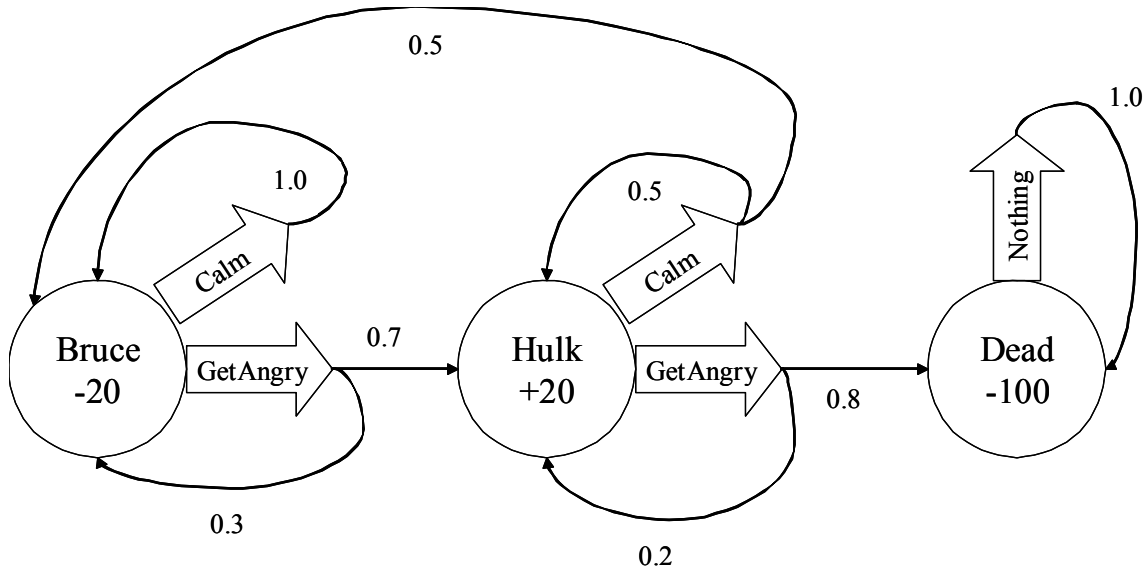 0.5
1.0
0.5
1.0
Calm
Calm
Nothing
Bruce
-20
GetAngry
0.7
Hulk
+20
GetAngry
0.8
Dead
-100
0.3
0.2